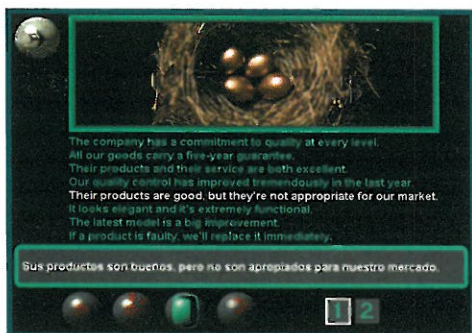 The company has a commitment to quality at every level.
All our goods carry a five-year guarantee.
Their products and their service are both excellent.
Our quality control has improved tremendously in the last year.
Their products are good, but they're not appropriate for our market.
It looks elegant and it's extremely functional.
The latest model is a big improvement.
If a product is faulty, we'll replace it immediately.
Sus productos son buenos, pero no son apropiados para nuestro mercado.
1 2